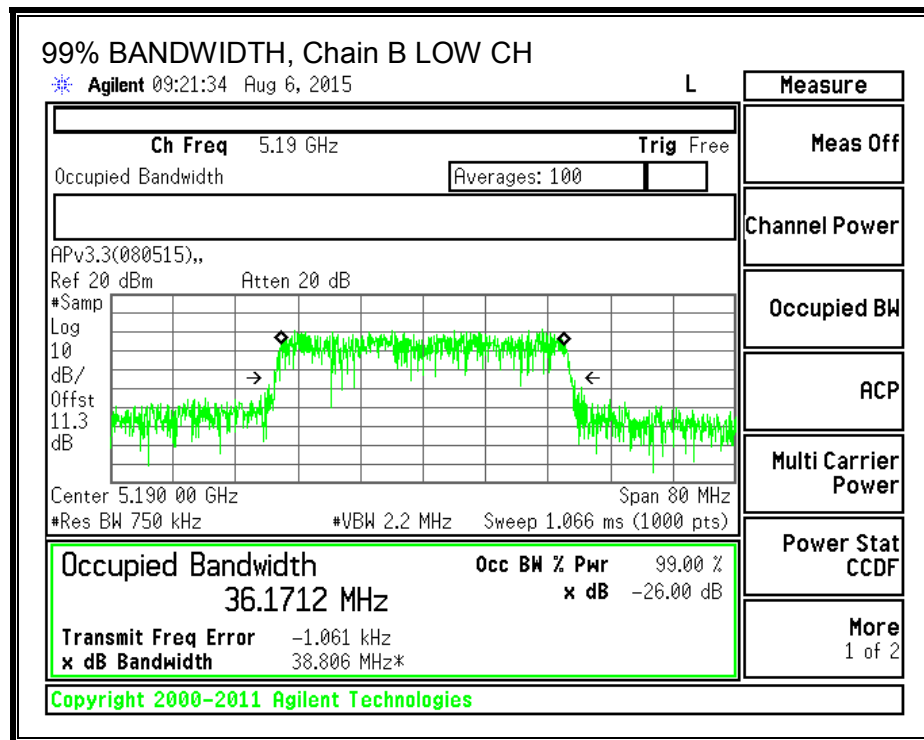 99% BANDWIDTH, Chain B LOW CH
Agilent 09:21:34 Aug 6, 2015 L
Measure
Ch Freq 5.19 GHz Trig Free
Meas Off
Occupied Bandwidth Averages: 100
Channel Power
APv3.3(080515),,
Ref 20 dBm Atten 20 dB
#Samp
Log
10
dB/
Offst
11.3
dB
Occupied BW
ACP
Center 5.190 00 GHz Span 80 MHz
#Res BW 750 kHz #VBW 2.2 MHz Sweep 1.066 ms (1000 pts)
Multi Carrier
Power
Occupied Bandwidth Occ BW % Pwr 99.00 %
36.1712 MHz x dB -26.00 dB
Transmit Freq Error -1.061 kHz
x dB Bandwidth 38.806 MHz*
Power Stat
CCDF
More
1 of 2
Copyright 2000-2011 Agilent Technologies